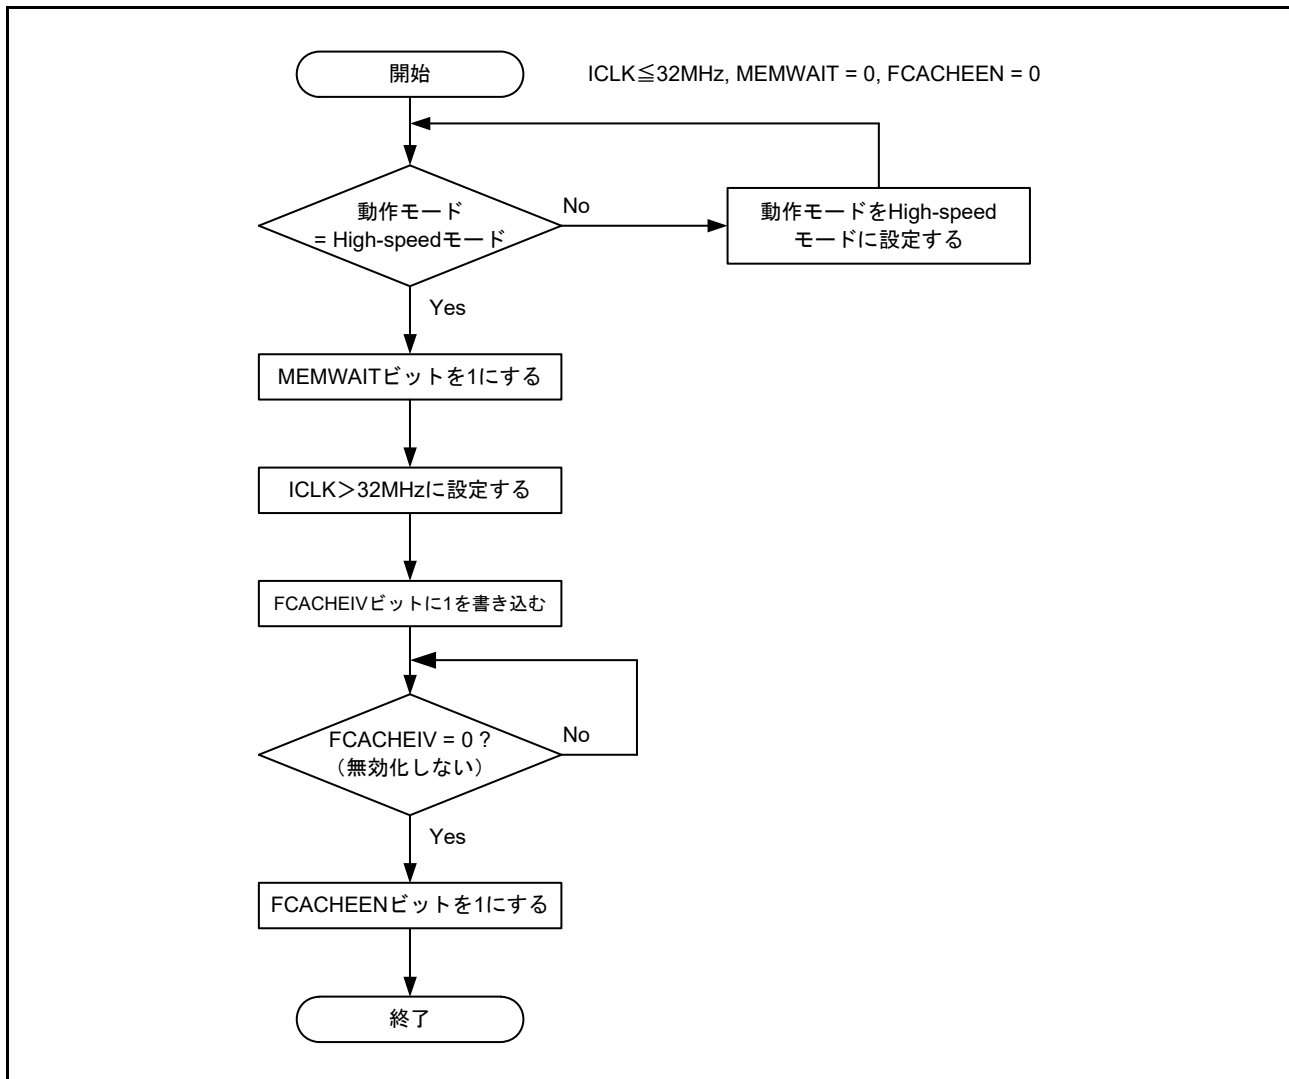 開始
ICLK≦32MHz, MEMWAIT = 0, FCACHEEN = 0
動作モード
= High-speedモード
No
動作モードをHigh-speed
モードに設定する
Yes
MEMWAITビットを1にする
ICLK＞32MHzに設定する
FCACHEIVビットに1を書き込む
FCACHEIV = 0 ?
（無効化しない）
No
Yes
FCACHEENビットを1にする
終了